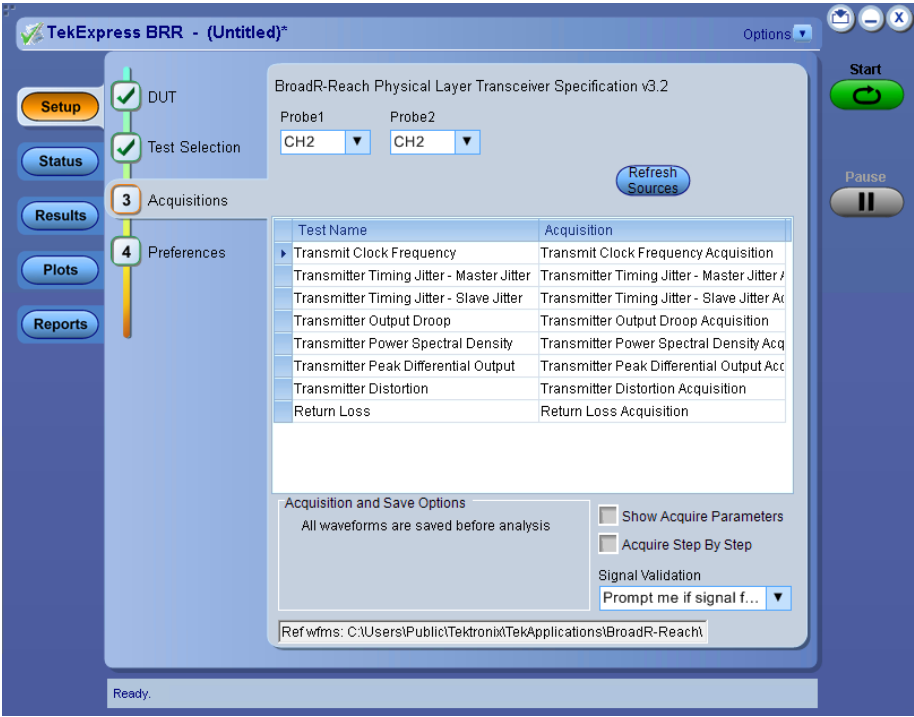 TekExpress BRR - (Untitled)*
Options
Setup
Status
Results
Plots
Reports
DUT
Test Selection
3 Acquisitions
4 Preferences
BroadR-Reach Physical Layer Transceiver Specification v3.2
Probe1 Probe2
CH2 CH2
Refresh
Sources
Test Name Acquisition
Transmit Clock Frequency Transmit Clock Frequency Acquisition
Transmitter Timing Jitter - Master Jitter Transmitter Timing Jitter - Master Jitter A
Transmitter Timing Jitter - Slave Jitter Transmitter Timing Jitter - Slave Jitter Ac
Transmitter Output Droop Transmitter Output Droop Acquisition
Transmitter Power Spectral Density Transmitter Power Spectral Density Acq
Transmitter Peak Differential Output Transmitter Peak Differential Output Acc
Transmitter Distortion Transmitter Distortion Acquisition
Return Loss Return Loss Acquisition
Acquisition and Save Options
All waveforms are saved before analysis
Show Acquire Parameters
Acquire Step By Step
Signal Validation
Prompt me if signal f...
Ref wfms: C:\Users\Public\Tektronix\TekApplications\BroadR-Reach\
Start
Pause
Ready.